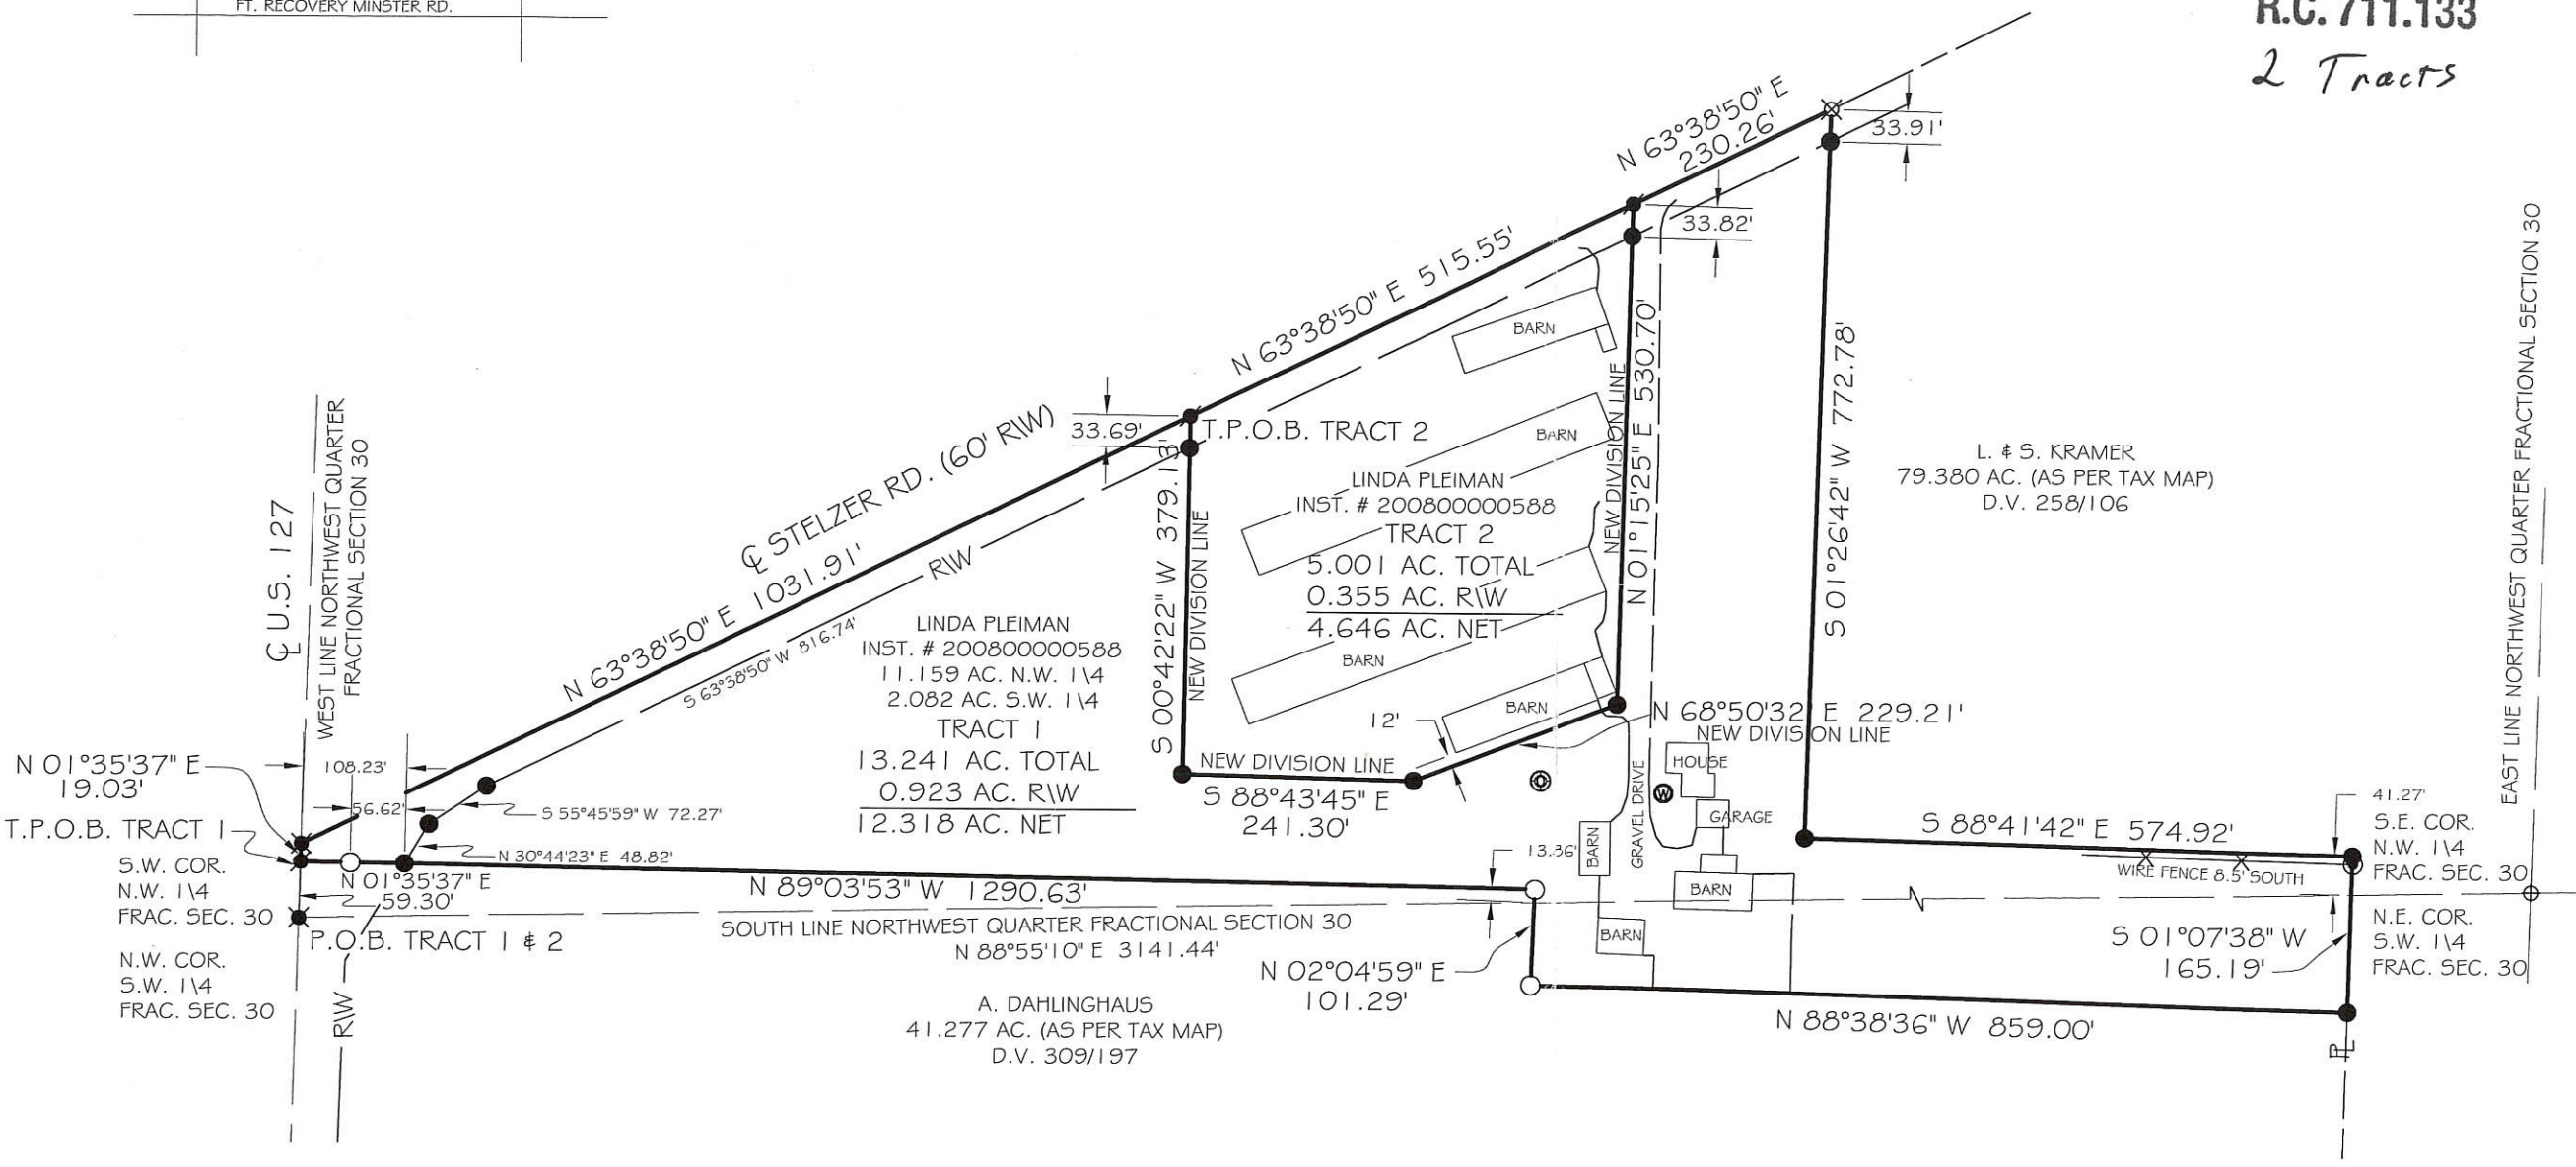 FT. RECOVERY MINSTER RD.
R.C. 711.133
2 Tracts
N 63°38'50" E
230.26'
33.91'
33.82'
N 63°38'50" E 515.55'
33.69'
T.P.O.B. TRACT 2
℄ STELZER RD. (60' R\W)
N 63°38'50" E 1031.91'
R\W
S 63°38'50" W 816.74'
℄ U.S. 127
WEST LINE NORTHWEST QUARTER
FRACTIONAL SECTION 30
N 01°35'37" E
19.03'
T.P.O.B. TRACT 1
108.23'
56.62'
S 55°45'59" W 72.27'
N 30°44'23" E 48.82'
S.W. COR.
N.W. 1\4
FRAC. SEC. 30
N 01°35'37" E
59.30'
P.O.B. TRACT 1 & 2
N.W. COR.
S.W. 1\4
FRAC. SEC. 30
R\W
LINDA PLEIMAN
INST. # 200800000588
11.159 AC. N.W. 1\4
2.082 AC. S.W. 1\4
TRACT 1
13.241 AC. TOTAL
0.923 AC. R\W
12.318 AC. NET
S 00°42'22" W 379.13'
NEW DIVISION LINE
BARN
BARN
LINDA PLEIMAN
INST. # 200800000588
TRACT 2
5.001 AC. TOTAL
0.355 AC. R\W
4.646 AC. NET
BARN
BARN
12'
NEW DIVISION LINE
S 88°43'45" E
241.30'
NEW DIVISION LINE
N 01°15'25" E 530.70'
N 68°50'32" E 229.21'
NEW DIVISION LINE
S 01°26'42" W 772.78'
L. & S. KRAMER
79.380 AC. (AS PER TAX MAP)
D.V. 258/106
EAST LINE NORTHWEST QUARTER FRACTIONAL SECTION 30
HOUSE
W
GARAGE
GRAVEL DRIVE
BARN
BARN
BARN
13.36'
N 89°03'53" W 1290.63'
SOUTH LINE NORTHWEST QUARTER FRACTIONAL SECTION 30
N 88°55'10" E 3141.44'
A. DAHLINGHAUS
41.277 AC. (AS PER TAX MAP)
D.V. 309/197
N 02°04'59" E
101.29'
S 88°41'42" E 574.92'
WIRE FENCE 8.5' SOUTH
41.27'
S.E. COR.
N.W. 1\4
FRAC. SEC. 30
N.E. COR.
S.W. 1\4
FRAC. SEC. 30
S 01°07'38" W
165.19'
N 88°38'36" W 859.00'
PL